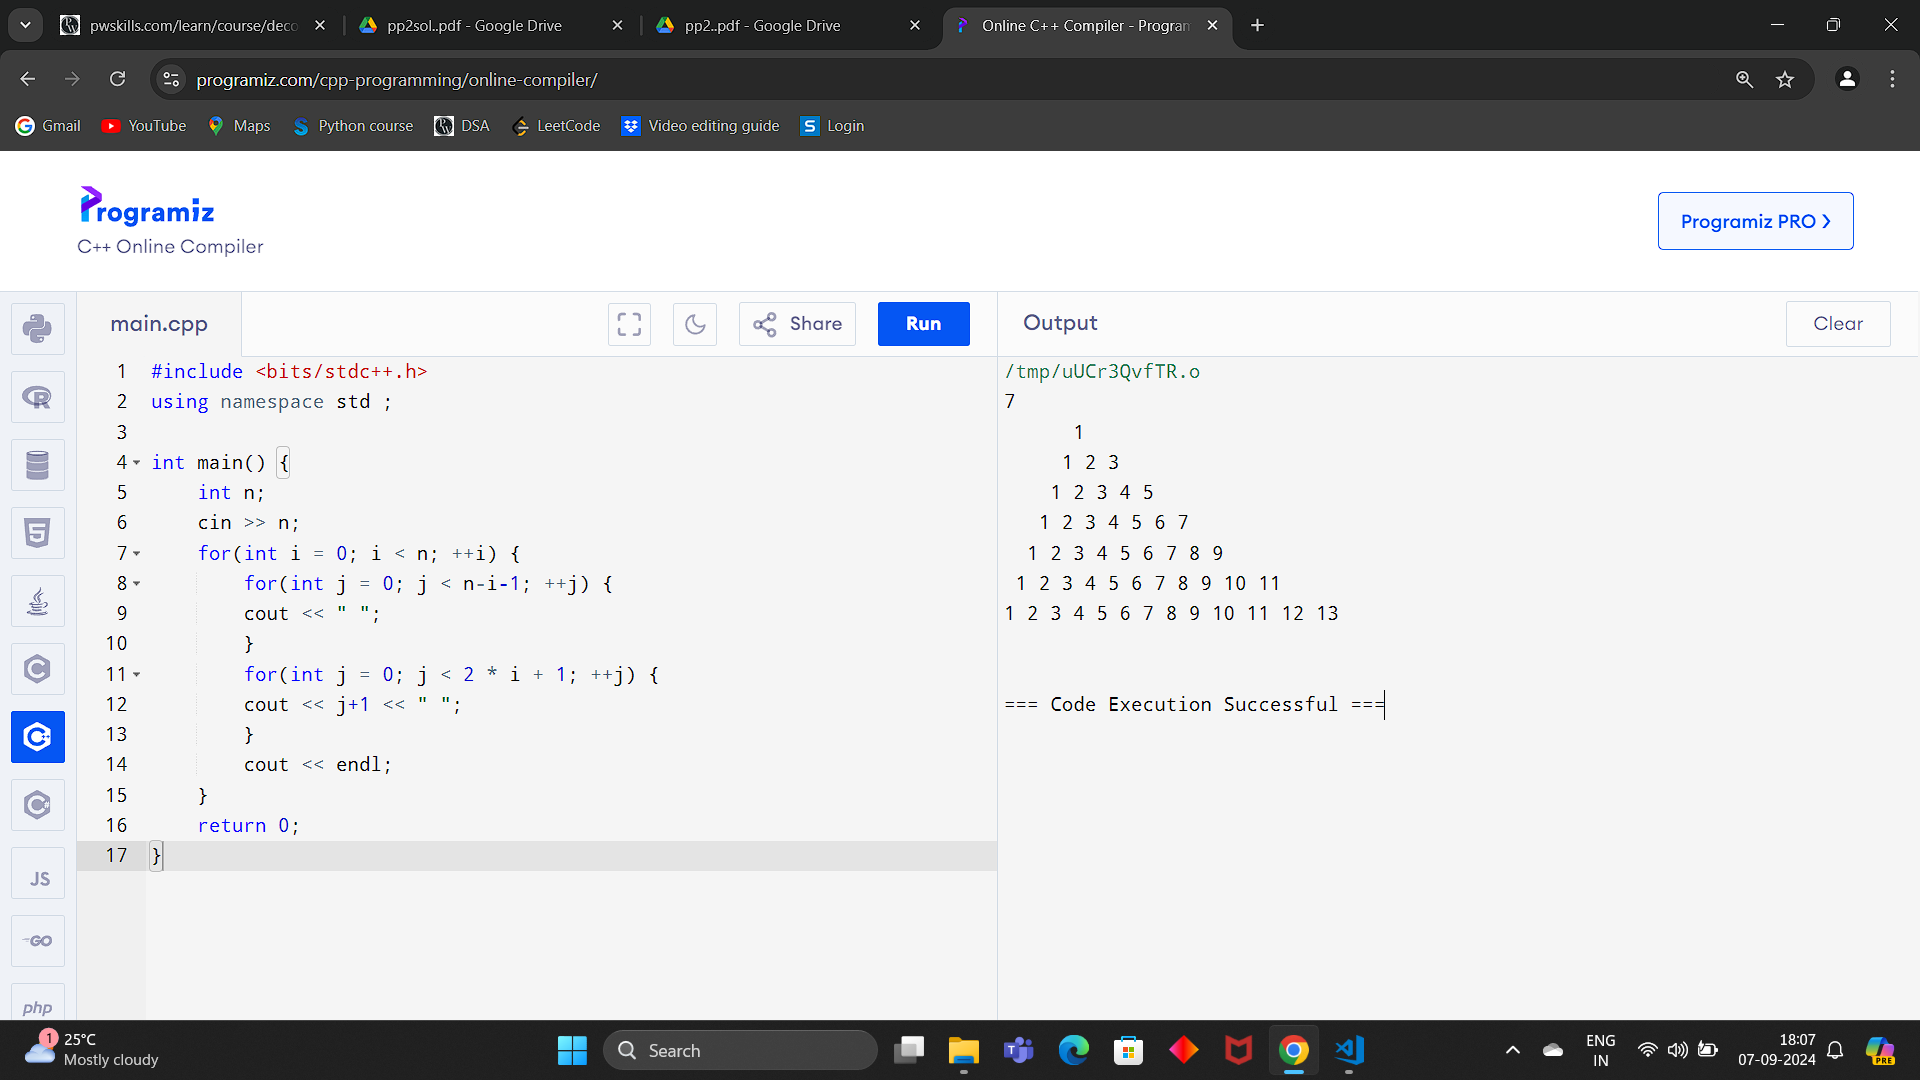 pwskills.com/learn/course/deco
pp2sol..pdf - Google Drive
pp2..pdf - Google Drive
Online C++ Compiler - Program
programiz.com/cpp-programming/online-compiler/
Gmail
YouTube
Maps
Python course
DSA
LeetCode
Video editing guide
S Login
Programiz
C++ Online Compiler
Programiz PRO
main.cpp
Share
Run
Output
Clear
1 #include <bits/stdc++.h>
2 using namespace std ;
3
4 int main() {
5 int n;
6 cin >> n;
7 for(int i = 0; i < n; ++i) {
8 for(int j = 0; j < n-i-1; ++j) {
9 cout << " ";
10 }
11 for(int j = 0; j < 2 * i + 1; ++j) {
12 cout << j+1 << " ";
13 }
14 cout << endl;
15 }
16 return 0;
17 }
/tmp/uUCr3QvfTR.o
7
1
1 2 3
1 2 3 4 5
1 2 3 4 5 6 7
1 2 3 4 5 6 7 8 9
1 2 3 4 5 6 7 8 9 10 11
1 2 3 4 5 6 7 8 9 10 11 12 13
=== Code Execution Successful ===
JS
GO
php
1
25°C
Mostly cloudy
Search
ENG
IN
18:07
07-09-2024
PRE